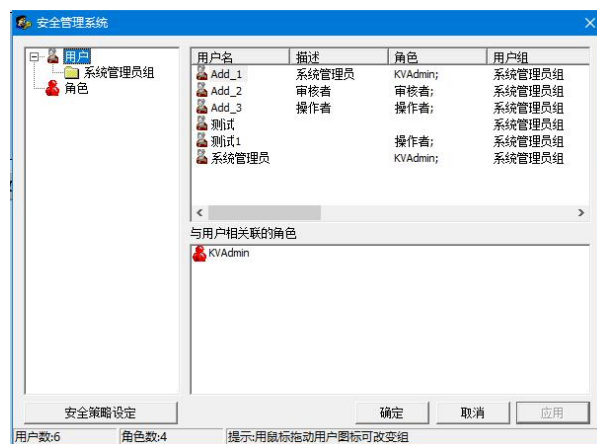 安全管理系统
用户
系统管理员组
角色
用户名 描述 角色 用户组
Add_1 系统管理员 KVAdmin; 系统管理员组
Add_2 审核者 审核者; 系统管理员组
Add_3 操作者 操作者; 系统管理员组
测试 系统管理员组
测试1 操作者; 系统管理员组
系统管理员 KVAdmin; 系统管理员组
与用户相关联的角色
KVAdmin
安全策略设定 确定 取消 应用
用户数:6 角色数:4 提示:用鼠标拖动用户图标可改变组